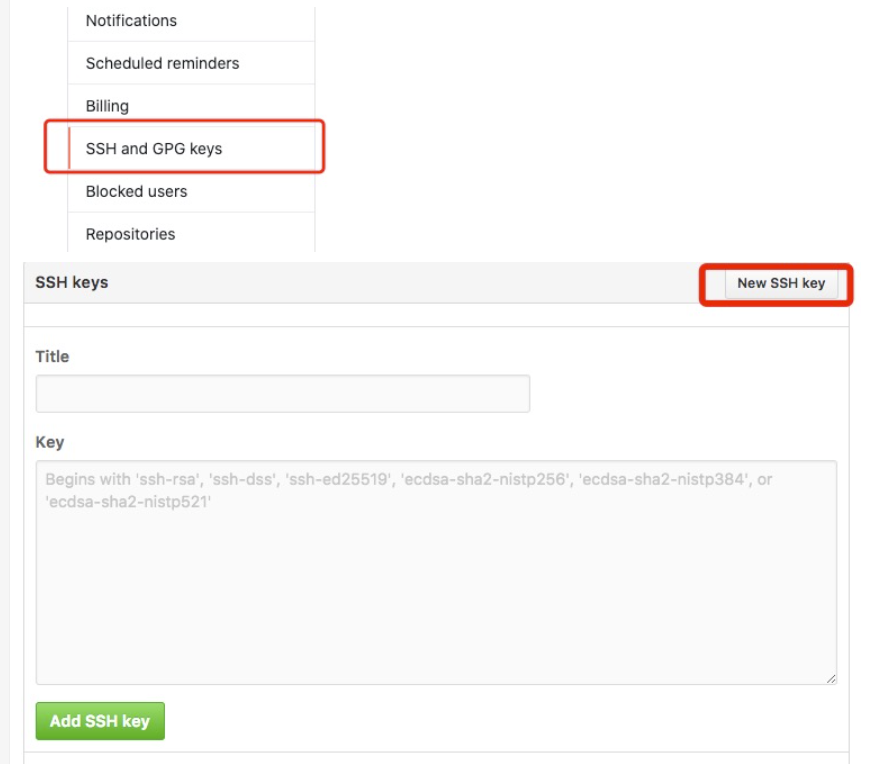 Notifications
Scheduled reminders
Billing
SSH and GPG keys
Blocked users
Repositories
SSH keys
New SSH key
Title
Key
Begins with 'ssh-rsa', 'ssh-dss', 'ssh-ed25519', 'ecdsa-sha2-nistp256', 'ecdsa-sha2-nistp384', or
'ecdsa-sha2-nistp521'
Add SSH key